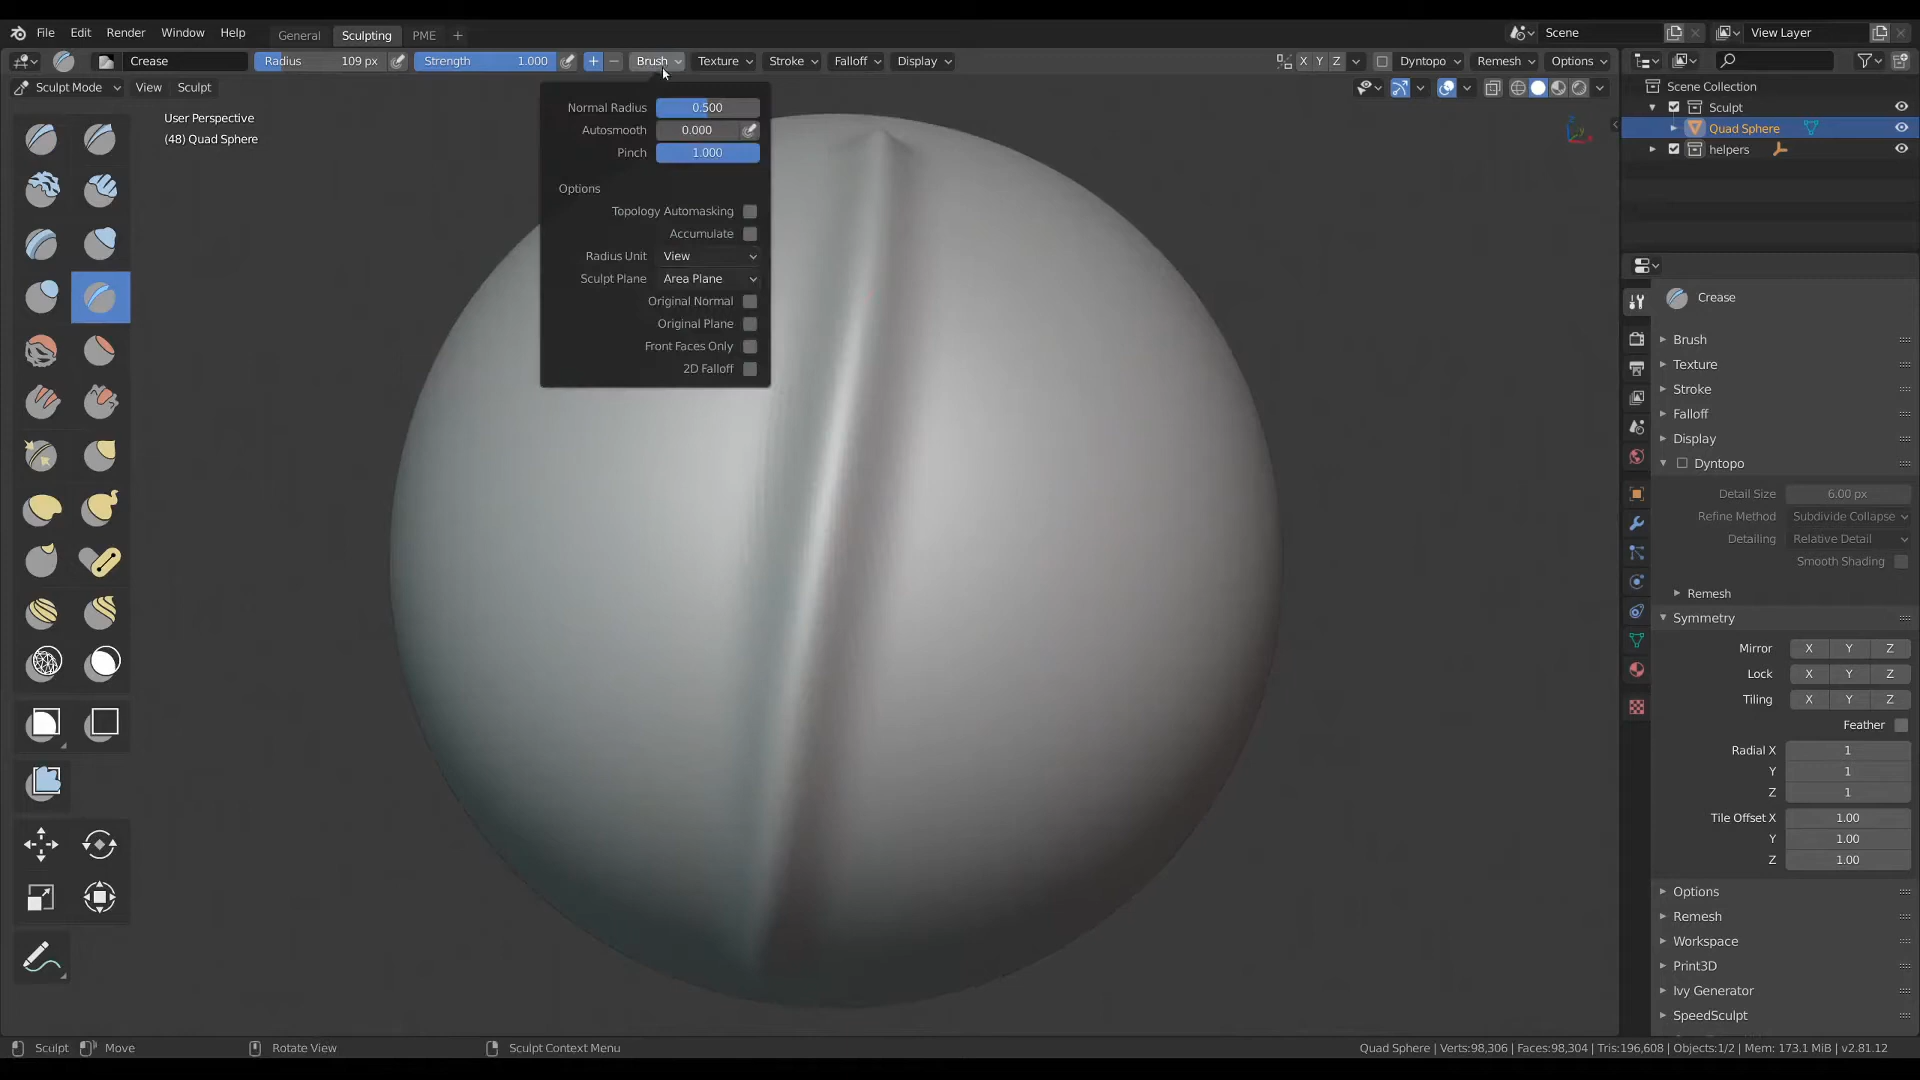 File Edit Render Window Help General Sculpting PME + Scene View Layer
Crease Radius 109 px Strength 1.000 + − Brush Texture Stroke Falloff Display X Y Z Dyntopo Remesh Options
Sculpt Mode View Sculpt
User Perspective
(48) Quad Sphere
Normal Radius 0.500
Autosmooth 0.000
Pinch 1.000
Options
Topology Automasking
Accumulate
Radius Unit View
Sculpt Plane Area Plane
Original Normal
Original Plane
Front Faces Only
2D Falloff
Scene Collection
Sculpt
Quad Sphere
helpers
Crease
Brush
Texture
Stroke
Falloff
Display
Dyntopo
Detail Size 6.00 px
Refine Method Subdivide Collapse
Detailing Relative Detail
Smooth Shading
Remesh
Symmetry
Mirror X Y Z
Lock X Y Z
Tiling X Y Z
Feather
Radial X 1
Y 1
Z 1
Tile Offset X 1.00
Y 1.00
Z 1.00
Options
Remesh
Workspace
Print3D
Ivy Generator
SpeedSculpt
Sculpt Move Rotate View Sculpt Context Menu Quad Sphere | Verts:98,306 | Faces:98,304 | Tris:196,608 | Objects:1/2 | Mem: 173.1 MiB | v2.81.12